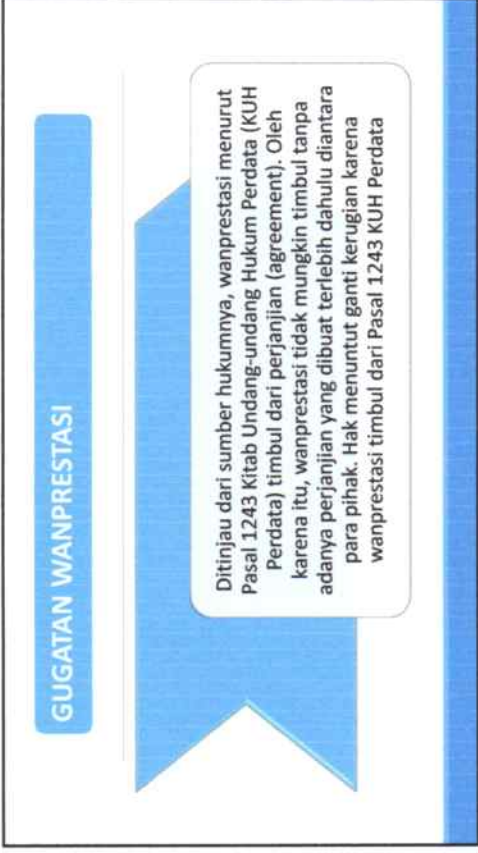 GUGATAN WANPRESTASI
Ditinjau dari sumber hukumnya, wanprestasi menurut
Pasal 1243 Kitab Undang-undang Hukum Perdata (KUH
Perdata) timbul dari perjanjian (agreement). Oleh
karena itu, wanprestasi tidak mungkin timbul tanpa
adanya perjanjian yang dibuat terlebih dahulu diantara
para pihak. Hak menuntut ganti kerugian karena
wanprestasi timbul dari Pasal 1243 KUH Perdata